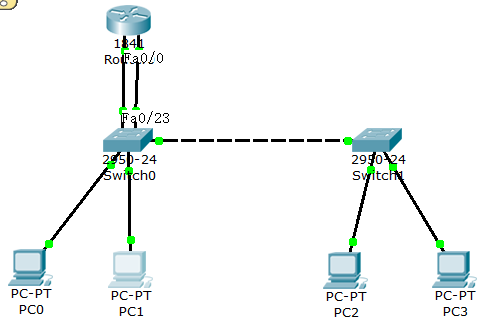 1841
Fa0/0
Fa0/23
2950-24
Switch0
2950-24
Switch1
PC-PT
PC0
PC-PT
PC1
PC-PT
PC2
PC-PT
PC3